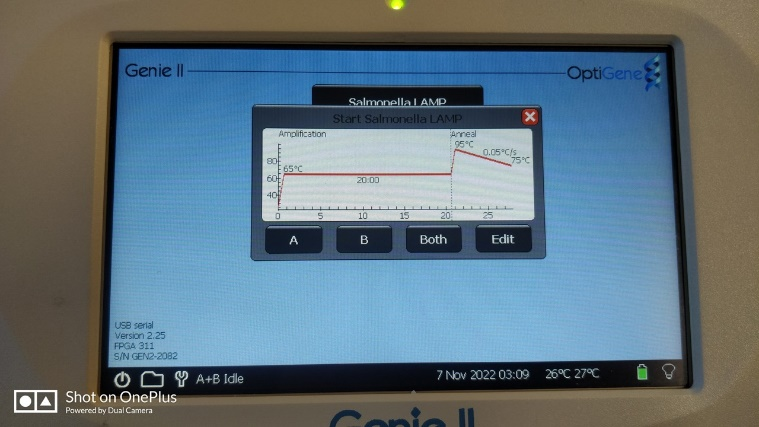 Genie II
OptiGene
Salmonella LAMP
Start Salmonella LAMP
Amplification
Anneal
95°C
0.05°C/s
75°C
65°C
20:00
80
60
40
0 5 10 15 20 25
A B Both Edit
USB serial
Version 2.25
FPGA 311
S/N GEN2-2082
A+B Idle 7 Nov 2022 03:09 26°C 27°C
Shot on OnePlus
Powered by Dual Camera
Genie II